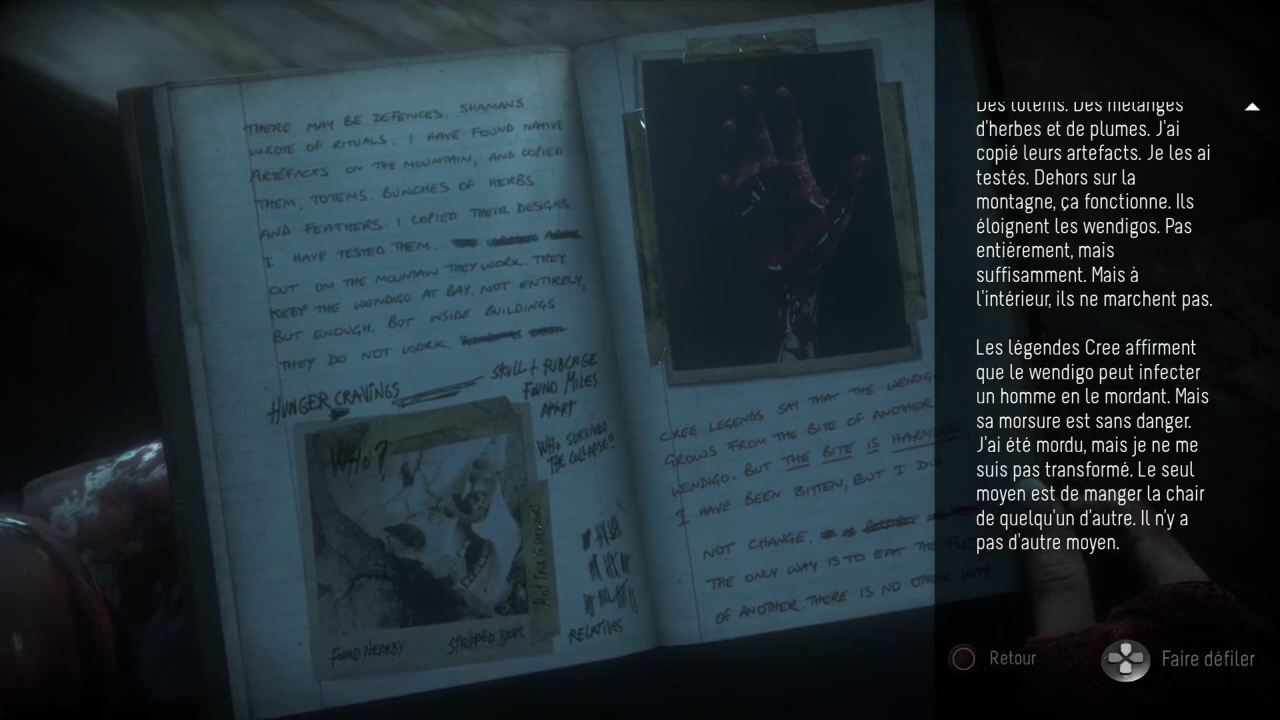 THERE MAY BE DEFENCES. SHAMANS
WROTE OF RITUALS. I HAVE FOUND NATIVE
ARTEFACTS ON THE MOUNTAIN, AND COPIED
THEM, TOTEMS. BUNCHES OF HERBS
AND FEATHERS. I COPIED THEIR DESIGNS
I HAVE TESTED THEM.
OUT ON THE MOUNTAIN THEY WORK. THEY
KEEP THE WENDIGO AT BAY. NOT ENTIRELY,
BUT ENOUGH. BUT INSIDE BUILDINGS
THEY DO NOT WORK.
HUNGER CRAVINGS
SKULL + RIBCAGE
FOUND MILES
APART
WHO SURVIVED
THE COLLAPSE?
WHO?
FOUND NEARBY
STRIPPED BARE
RELATIVES
CREE LEGENDS SAY THAT THE WENDIG
GROWS FROM THE BITE OF ANOTHER
WENDIGO. BUT THE BITE IS HARMLESS
I HAVE BEEN BITTEN, BUT I DID
NOT CHANGE.
THE ONLY WAY IS TO EAT THE FLESH
OF ANOTHER. THERE IS NO OTHER WAY
Des totems. Des mélanges
d'herbes et de plumes. J'ai
copié leurs artefacts. Je les ai
testés. Dehors sur la
montagne, ça fonctionne. Ils
éloignent les wendigos. Pas
entièrement, mais
suffisamment. Mais à
l'intérieur, ils ne marchent pas.
Les légendes Cree affirment
que le wendigo peut infecter
un homme en le mordant. Mais
sa morsure est sans danger.
J'ai été mordu, mais je ne me
suis pas transformé. Le seul
moyen est de manger la chair
de quelqu'un d'autre. Il n'y a
pas d'autre moyen.
Retour
Faire défiler